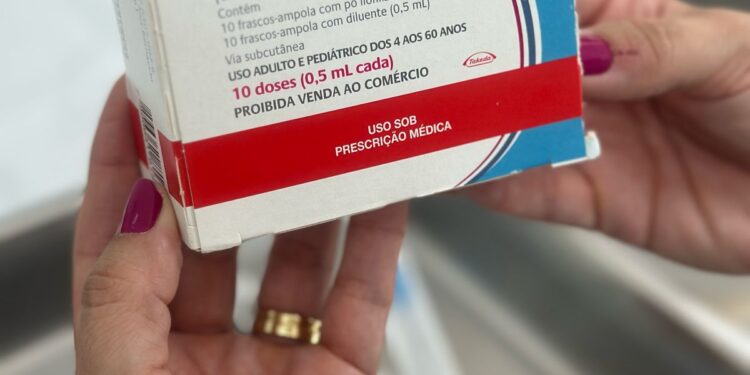 Contém
10 frascos-ampola com pó
10 frascos-ampola com diluente (0,5 mL)
Via subcutânea
USO ADULTO E PEDIÁTRICO DOS 4 AOS 60 ANOS
10 doses (0,5 mL cada)
PROIBIDA VENDA AO COMÉRCIO
Takeda
USO SOB
PRESCRIÇÃO MÉDICA